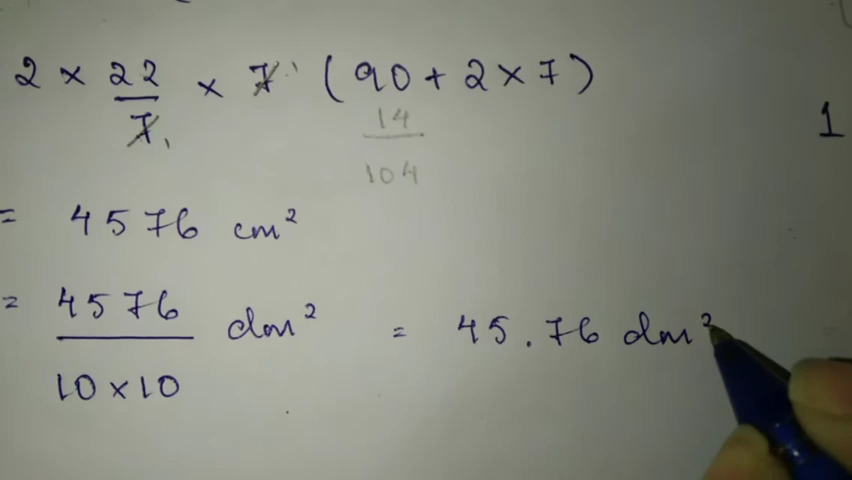 2 × 22/7 × 7 (90 + 2 × 7)
1
14
104
= 4576 cm²
= 4576/10×10 dm² = 45.76 dm²